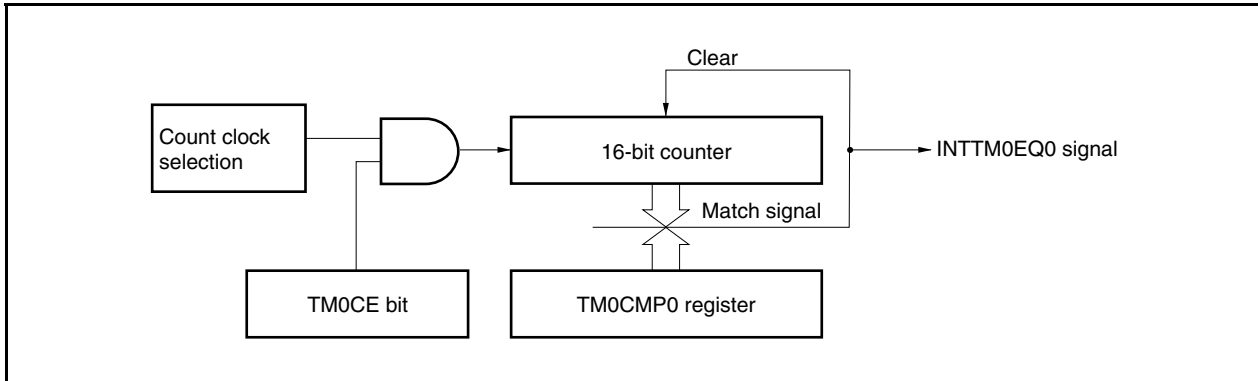 Clear
Count clock
selection
16-bit counter
INTTM0EQ0 signal
Match signal
TM0CE bit
TM0CMP0 register